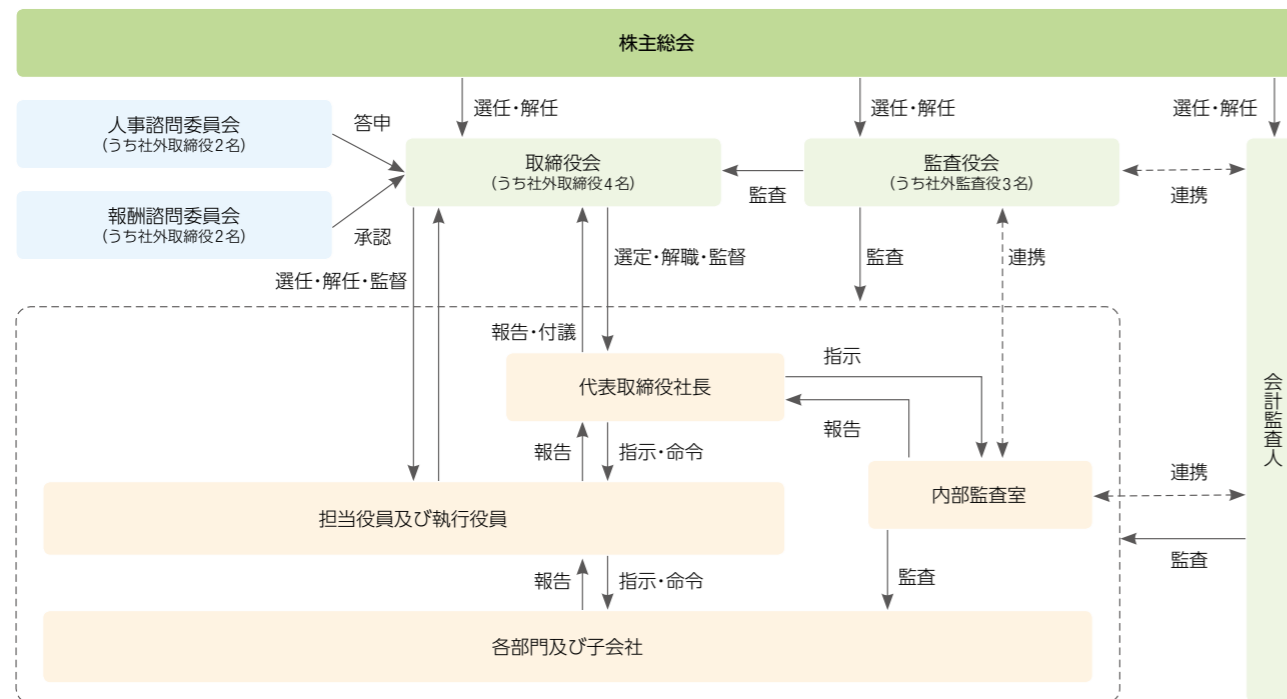 株主総会
選任・解任
選任・解任
選任・解任
人事諮問委員会
(うち社外取締役2名)
答申
取締役会
(うち社外取締役4名)
監査
監査役会
(うち社外監査役3名)
連携
報酬諮問委員会
(うち社外取締役2名)
承認
選任・解任・監督
選定・解職・監督
監査
連携
報告・付議
代表取締役社長
指示
報告
会計監査人
報告
指示・命令
担当役員及び執行役員
内部監査室
連携
監査
報告
指示・命令
監査
各部門及び子会社